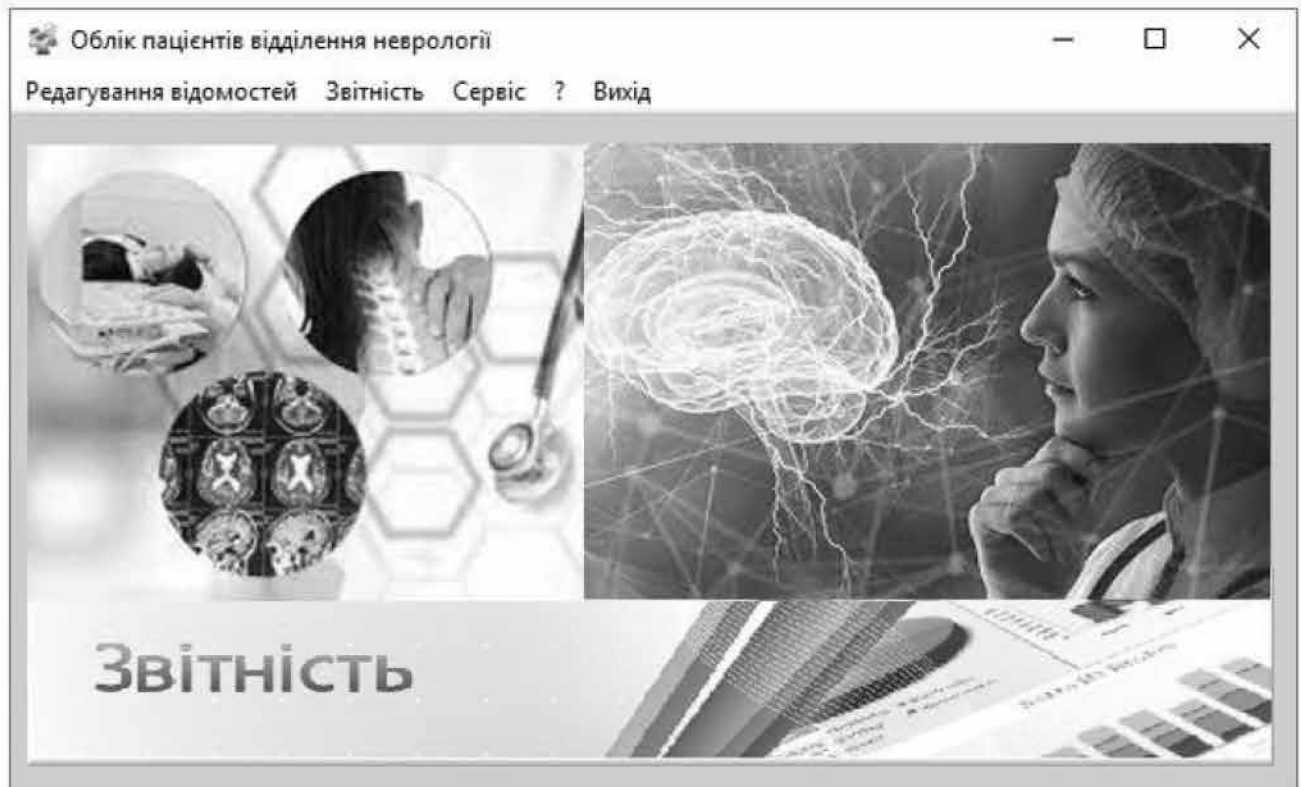 Облік пацієнтів відділення неврології
Редагування відомостей Звітність Сервіс ? Вихід
Звітність